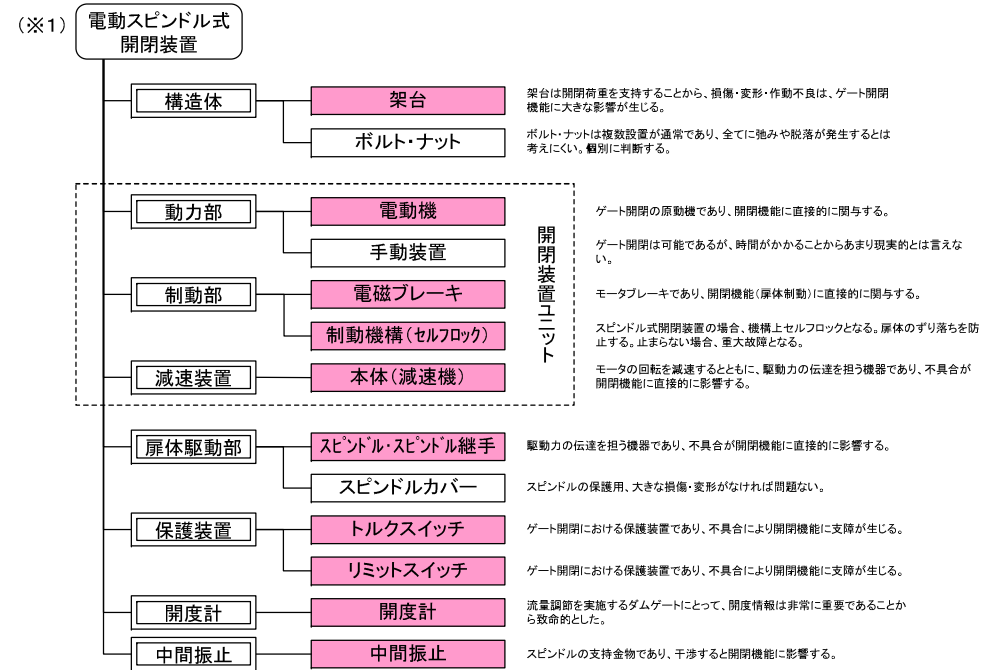 (※1)
電動スピンドル式
開閉装置
構造体
架台
架台は開閉荷重を支持することから、損傷・変形・作動不良は、ゲート開閉
機能に大きな影響が生じる。
ボルト・ナット
ボルト・ナットは複数設置が通常であり、全てに弛みや脱落が発生するとは
考えにくい。個別に判断する。
開閉装置ユニット
動力部
電動機
ゲート開閉の原動機であり、開閉機能に直接的に関与する。
手動装置
ゲート開閉は可能であるが、時間がかかることからあまり現実的とは言えな
い。
制動部
電磁ブレーキ
モータブレーキであり、開閉機能(扉体制動)に直接的に関与する。
制動機構(セルフロック)
スピンドル式開閉装置の場合、機構上セルフロックとなる。扉体のずり落ちを防
止する。止まらない場合、重大故障となる。
減速装置
本体(減速機)
モータの回転を減速するとともに、駆動力の伝達を担う機器であり、不具合が
開閉機能に直接的に影響する。
扉体駆動部
スピンドル・スピンドル継手
駆動力の伝達を担う機器であり、不具合が開閉機能に直接的に影響する。
スピンドルカバー
スピンドルの保護用、大きな損傷・変形がなければ問題ない。
保護装置
トルクスイッチ
ゲート開閉における保護装置であり、不具合により開閉機能に支障が生じる。
リミットスイッチ
ゲート開閉における保護装置であり、不具合により開閉機能に支障が生じる。
開度計
開度計
流量調節を実施するダムゲートにとって、開度情報は非常に重要であることか
ら致命的とした。
中間振止
中間振止
スピンドルの支持金物であり、干渉すると開閉機能に影響する。